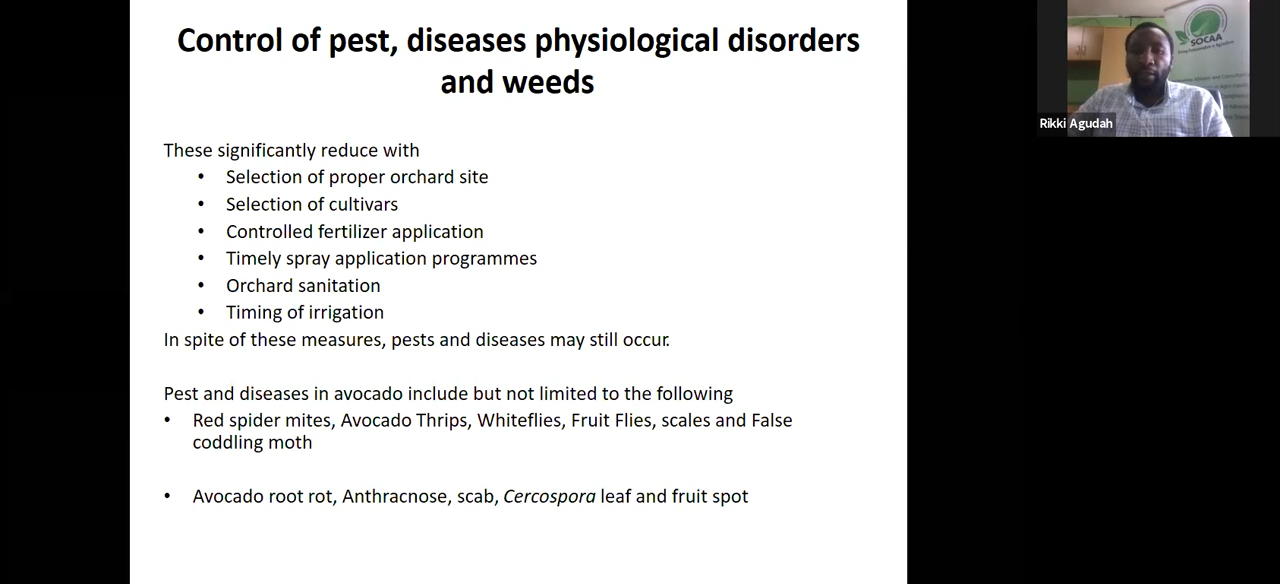 Control of pest, diseases physiological disorders
and weeds
These significantly reduce with
• Selection of proper orchard site
• Selection of cultivars
• Controlled fertilizer application
• Timely spray application programmes
• Orchard sanitation
• Timing of irrigation
In spite of these measures, pests and diseases may still occur.
Pest and diseases in avocado include but not limited to the following
• Red spider mites, Avocado Thrips, Whiteflies, Fruit Flies, scales and False
coddling moth
• Avocado root rot, Anthracnose, scab, Cercospora leaf and fruit spot
SOCAA
Rikki Agudah